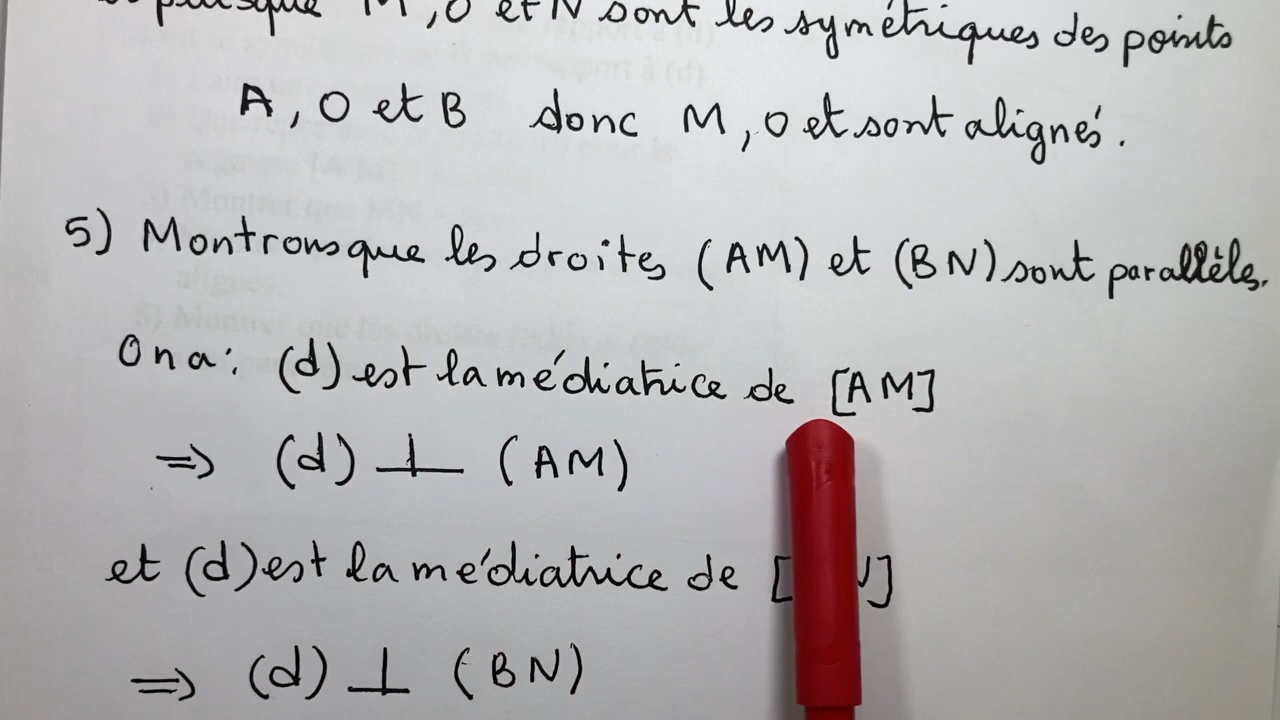 puisque M, O et N sont les symétriques des points
A, O et B donc M, O et sont alignés.
5) Montrons que les droites (AM) et (BN) sont parallèles.
On a: (d) est la médiatrice de [AM]
⇒ (d) ⊥ (AM)
et (d) est la médiatrice de [ N]
⇒ (d) ⊥ (BN)